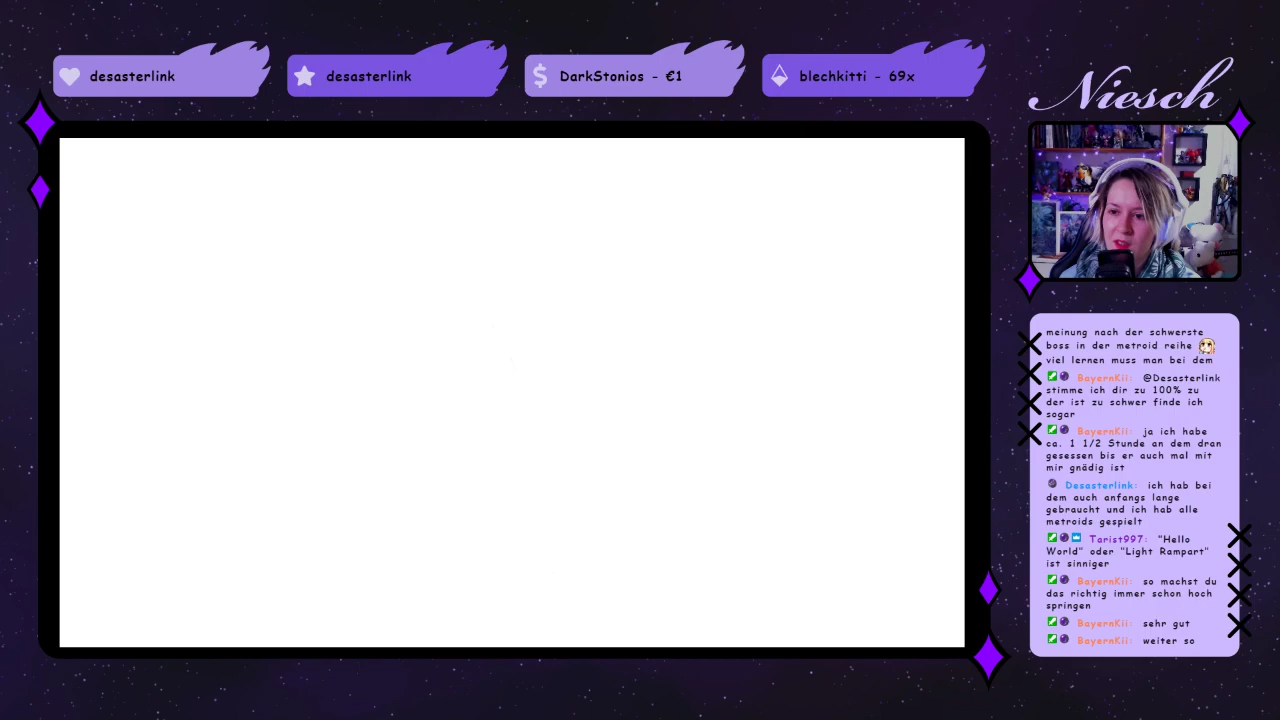 desasterlink
desasterlink
DarkStonios - €1
blechkitti - 69x
Niesch
meinung nach der schwerste
boss in der metroid reihe
viel lernen muss man bei dem
BayernKii: @Desasterlink
stimme ich dir zu 100% zu
der ist zu schwer finde ich
sogar
BayernKii: ja ich habe
ca. 1 1/2 Stunde an dem dran
gesessen bis er auch mal mit
mir gnädig ist
Desasterlink: ich hab bei
dem auch anfangs lange
gebraucht und ich hab alle
metroids gespielt
Tarist997: "Hello
World" oder "Light Rampart"
ist sinniger
BayernKii: so machst du
das richtig immer schon hoch
springen
BayernKii: sehr gut
BayernKii: weiter so